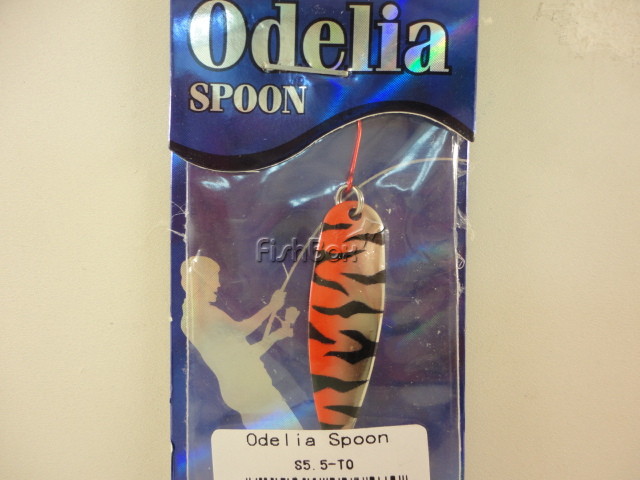 Odelia
SPOON
FishBox
Odelia Spoon
S5.5-TO